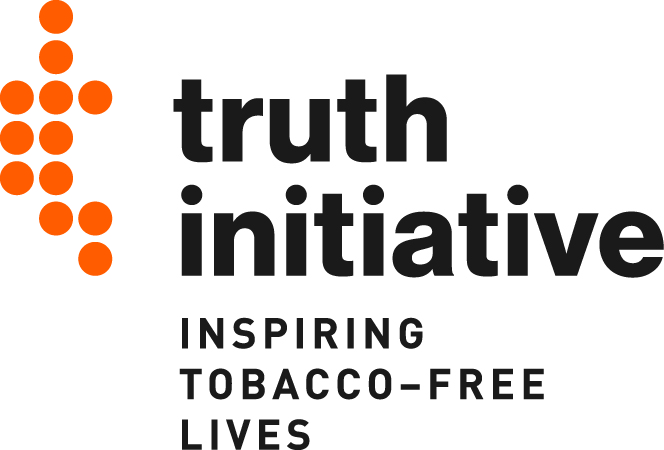 truth
initiative
INSPIRING
TOBACCO–FREE
LIVES